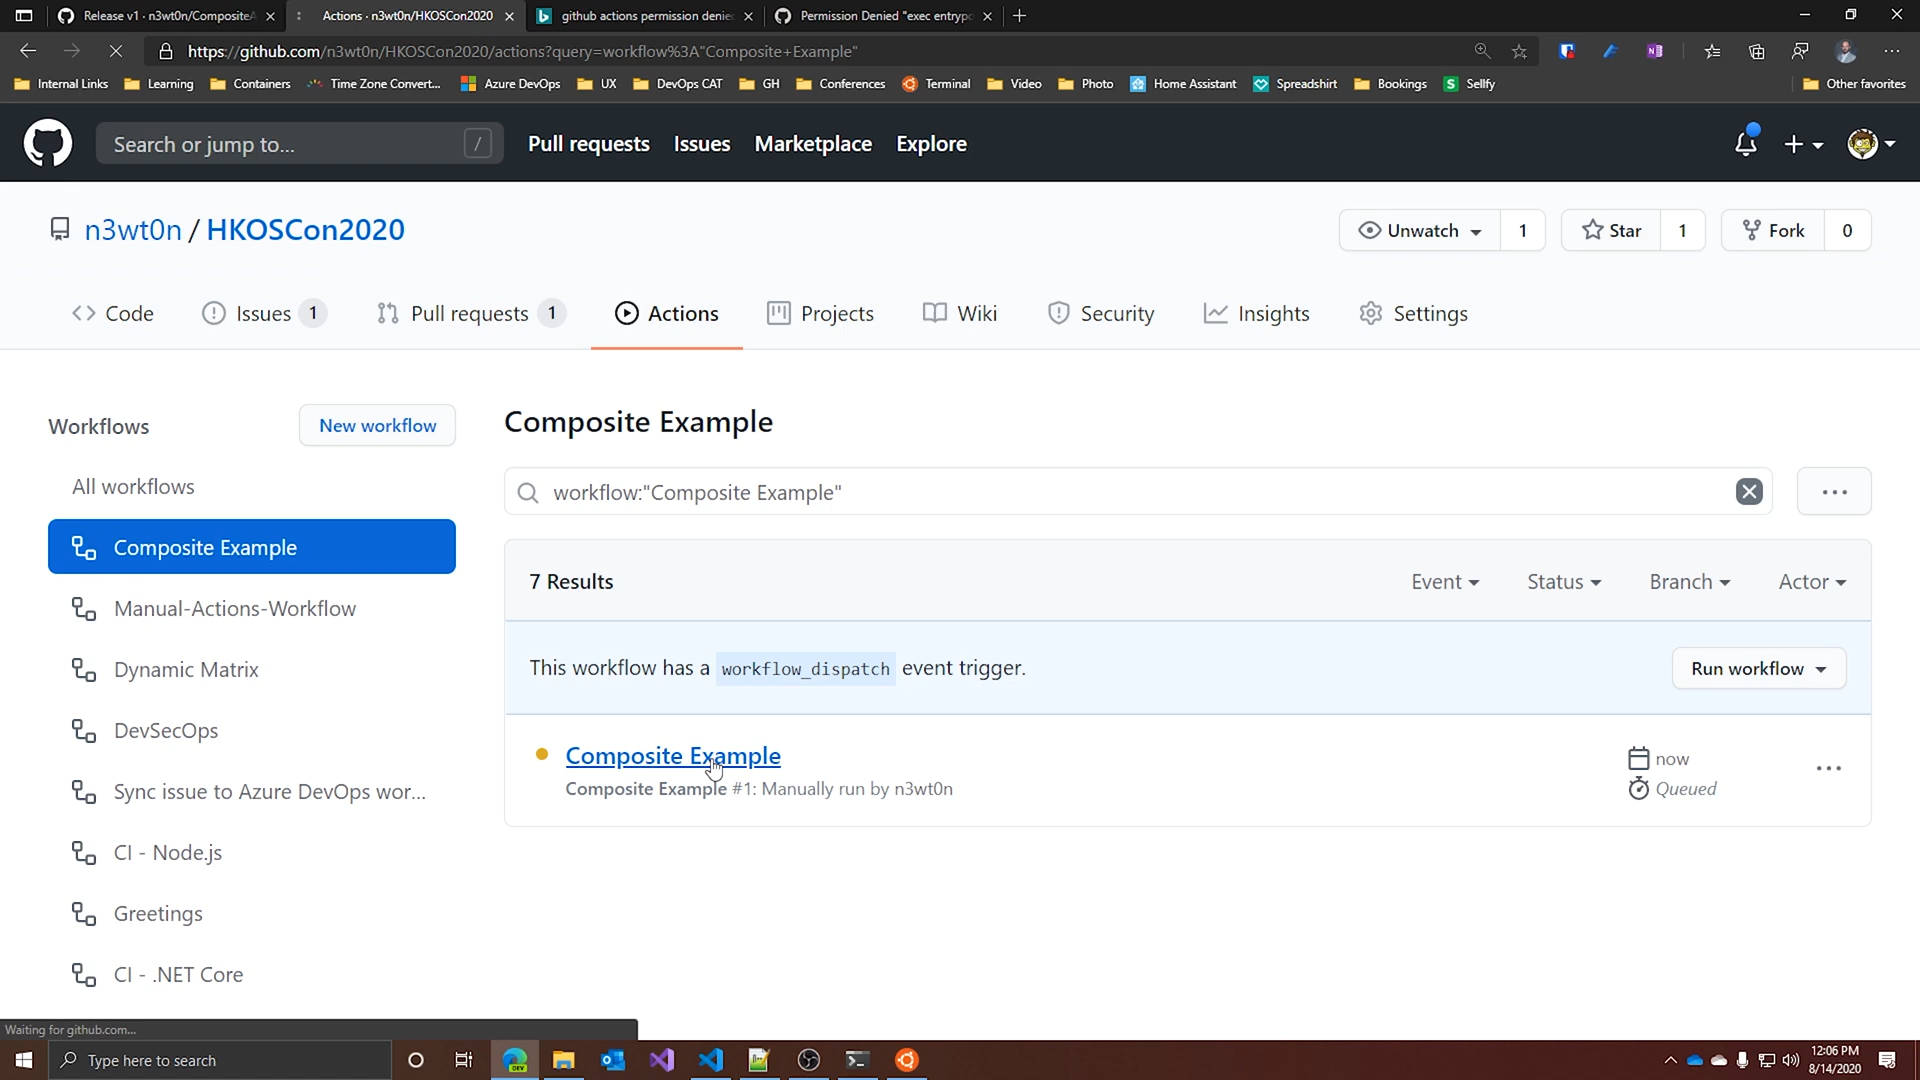 Release v1 · n3wt0n/CompositeA
Actions · n3wt0n/HKOSCon2020
github actions permission denie
Permission Denied "exec entrypo
https://github.com/n3wt0n/HKOSCon2020/actions?query=workflow%3A"Composite+Example"
Internal Links
Learning
Containers
Time Zone Convert...
Azure DevOps
UX
DevOps CAT
GH
Conferences
Terminal
Video
Photo
Home Assistant
Spreadshirt
Bookings
Sellfy
Other favorites
Search or jump to...
/
Pull requests
Issues
Marketplace
Explore
n3wt0n / HKOSCon2020
Unwatch 1
Star 1
Fork 0
Code
Issues 1
Pull requests 1
Actions
Projects
Wiki
Security
Insights
Settings
Workflows
New workflow
All workflows
Composite Example
Manual-Actions-Workflow
Dynamic Matrix
DevSecOps
Sync issue to Azure DevOps wor...
CI - Node.js
Greetings
CI - .NET Core
Composite Example
workflow:"Composite Example"
7 Results
Event
Status
Branch
Actor
This workflow has a workflow_dispatch event trigger.
Run workflow
Composite Example
Composite Example #1: Manually run by n3wt0n
now
Queued
Waiting for github.com...
Type here to search
DEV
12:06 PM
8/14/2020